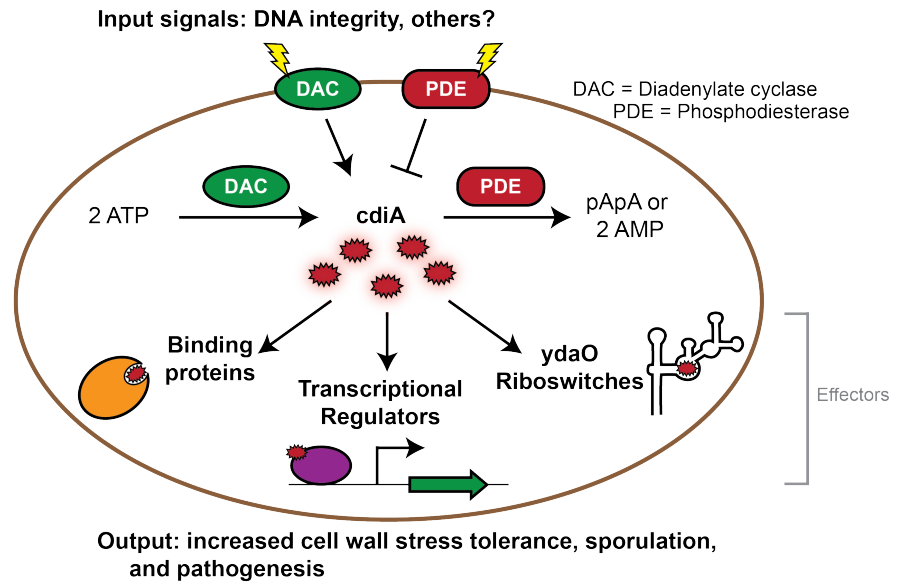 Input signals: DNA integrity, others?
DAC
PDE
DAC = Diadenylate cyclase
PDE = Phosphodiesterase
DAC
PDE
2 ATP
cdiA
pApA or
2 AMP
Binding
proteins
Transcriptional
Regulators
ydaO
Riboswitches
Effectors
Output: increased cell wall stress tolerance, sporulation,
and pathogenesis